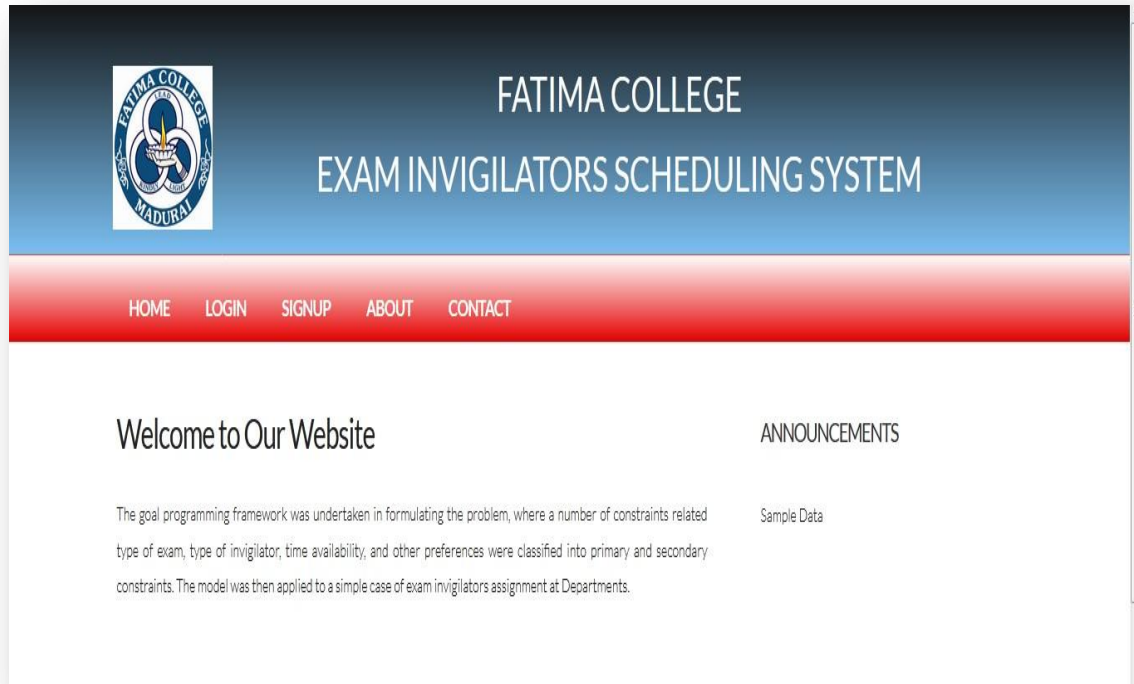 FATIMA COLLEGE
LEAD
KINDLY LIGHT
MADURAI
FATIMA COLLEGE
EXAM INVIGILATORS SCHEDULING SYSTEM
HOME LOGIN SIGNUP ABOUT CONTACT
Welcome to Our Website
The goal programming framework was undertaken in formulating the problem, where a number of constraints related
type of exam, type of invigilator, time availability, and other preferences were classified into primary and secondary
constraints. The model was then applied to a simple case of exam invigilators assignment at Departments.
ANNOUNCEMENTS
Sample Data